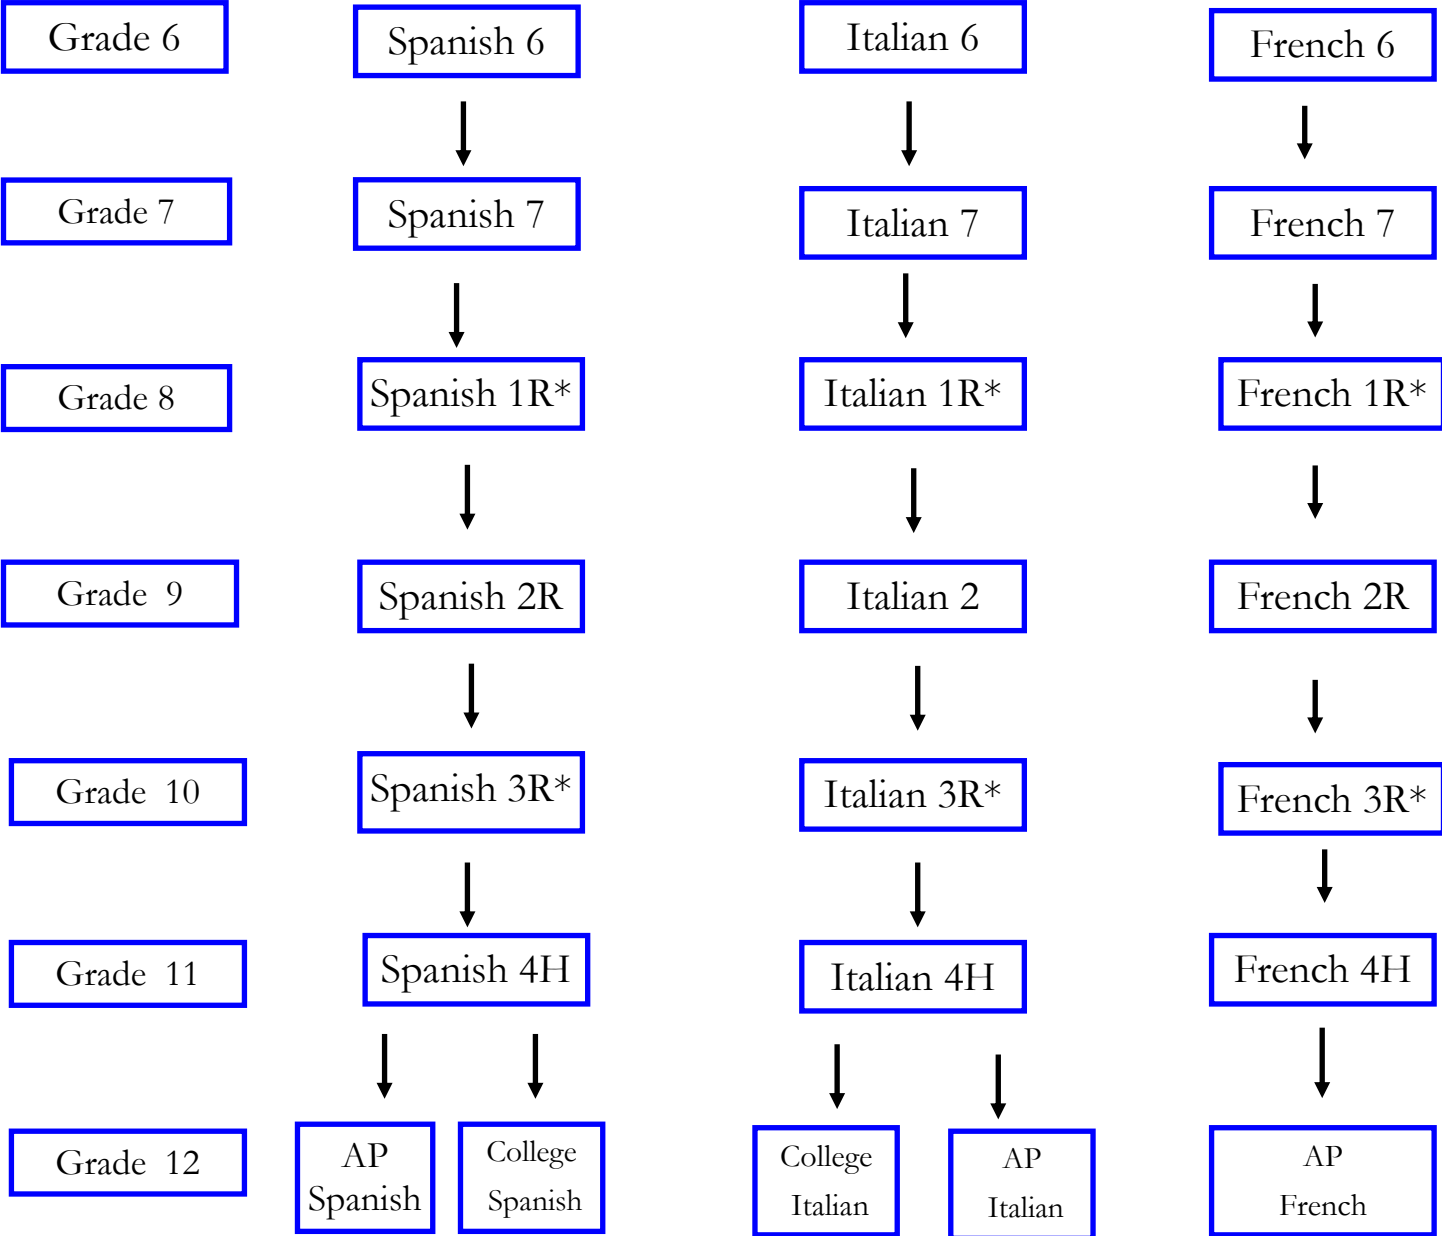 Grade 6
Spanish 6
Italian 6
French 6
Grade 7
Spanish 7
Italian 7
French 7
Grade 8
Spanish 1R*
Italian 1R*
French 1R*
Grade 9
Spanish 2R
Italian 2
French 2R
Grade 10
Spanish 3R*
Italian 3R*
French 3R*
Grade 11
Spanish 4H
Italian 4H
French 4H
Grade 12
AP
Spanish
College
Spanish
College
Italian
AP
Italian
AP
French